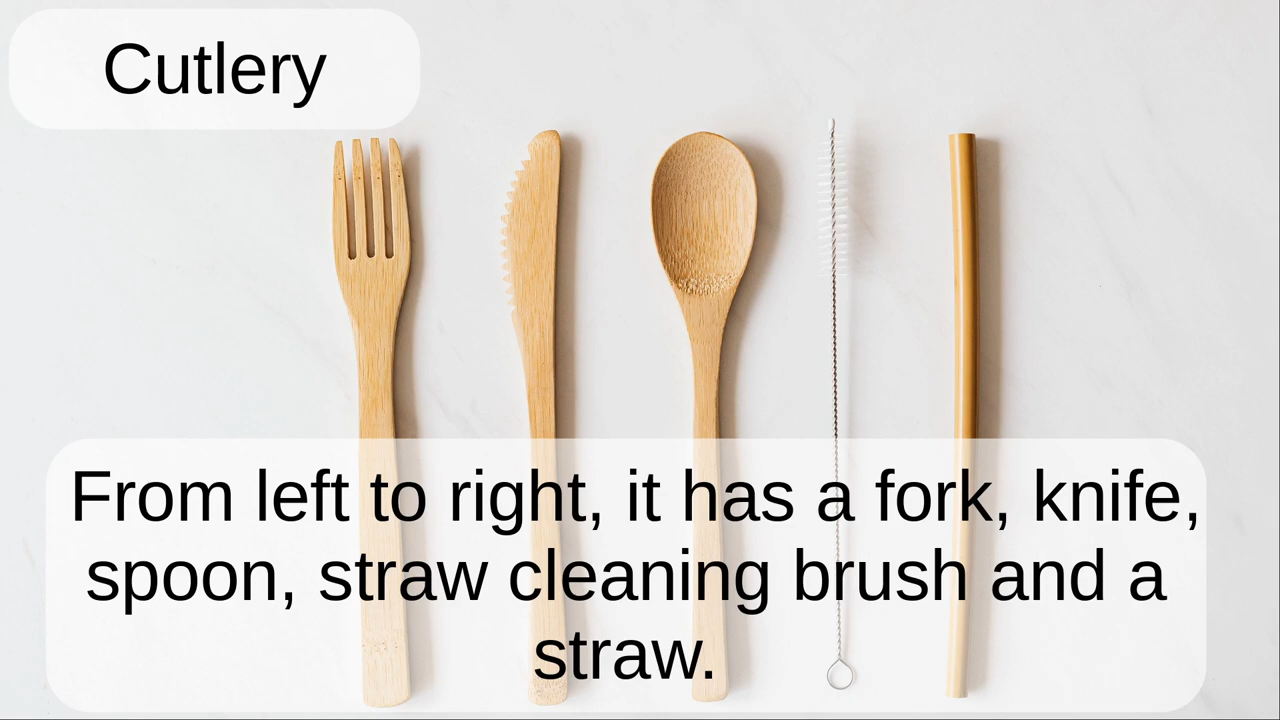 Cutlery
From left to right, it has a fork, knife,
spoon, straw cleaning brush and a
straw.